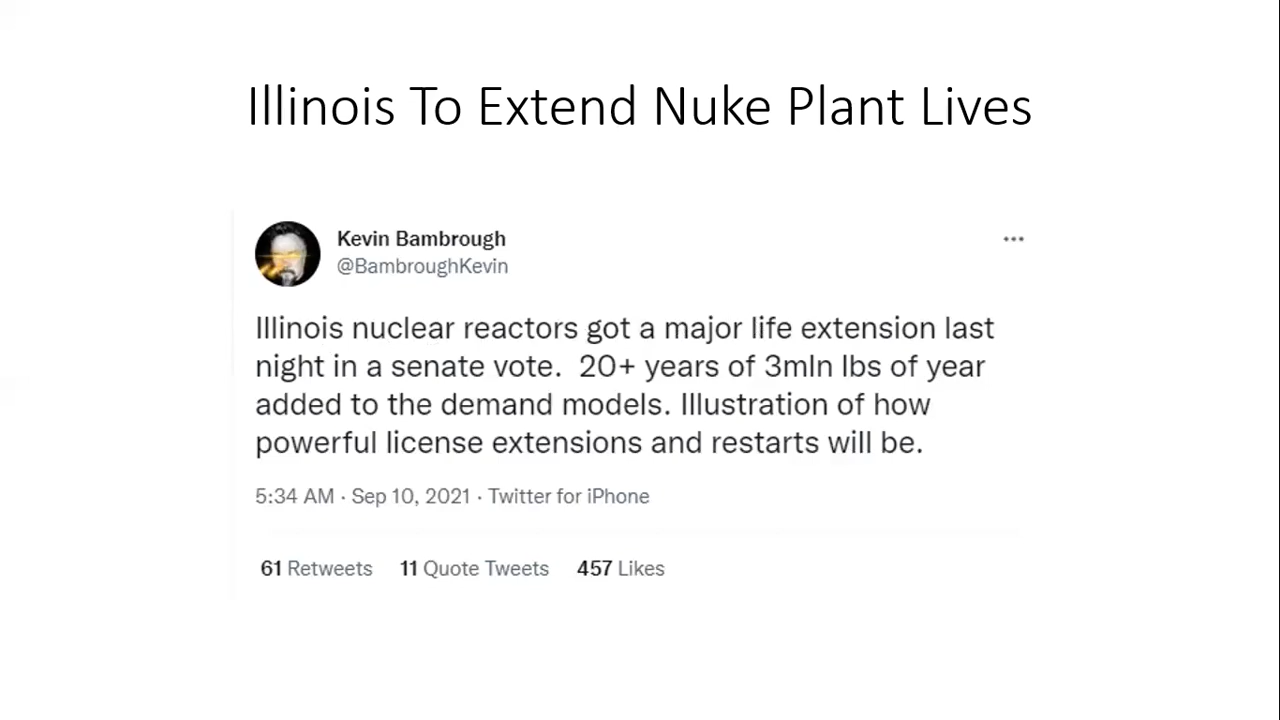 Illinois To Extend Nuke Plant Lives
Kevin Bambrough
@BambroughKevin
Illinois nuclear reactors got a major life extension last
night in a senate vote.  20+ years of 3mln lbs of year
added to the demand models. Illustration of how
powerful license extensions and restarts will be.
5:34 AM · Sep 10, 2021 · Twitter for iPhone
61 Retweets 11 Quote Tweets 457 Likes